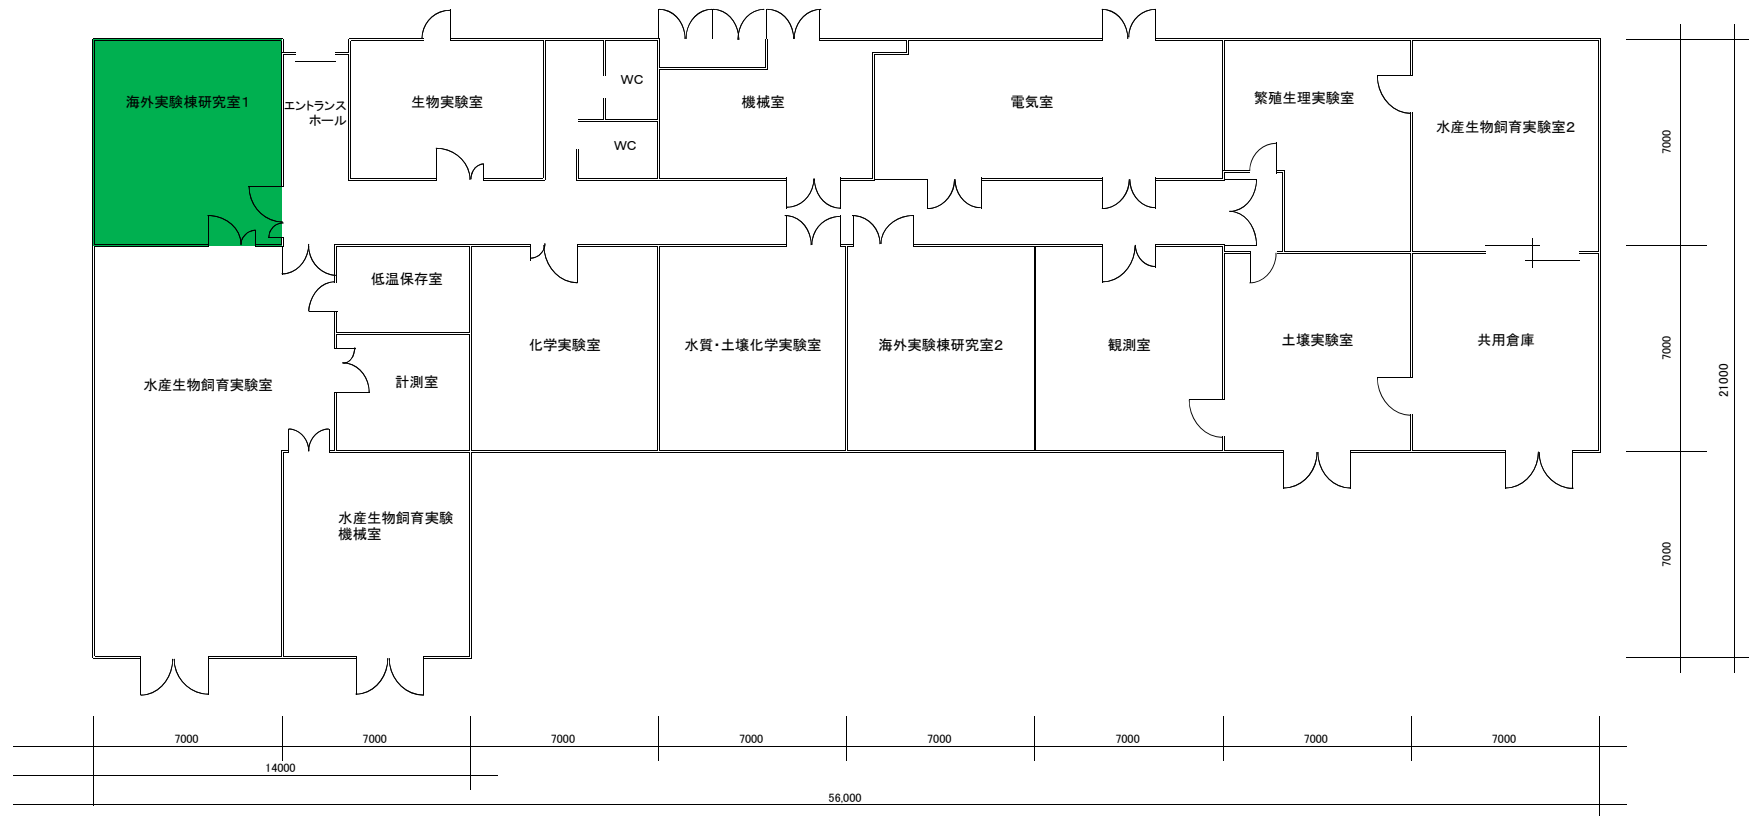 海外実験棟研究室1
エントランス
ホール
生物実験室
WC
WC
機械室
電気室
繁殖生理実験室
水産生物飼育実験室2
低温保存室
計測室
水産生物飼育実験室
化学実験室
水質・土壌化学実験室
海外実験棟研究室2
観測室
土壌実験室
共用倉庫
水産生物飼育実験
機械室
7000
7000
7000
21000
7000
7000
7000
7000
7000
7000
7000
7000
14000
56,000